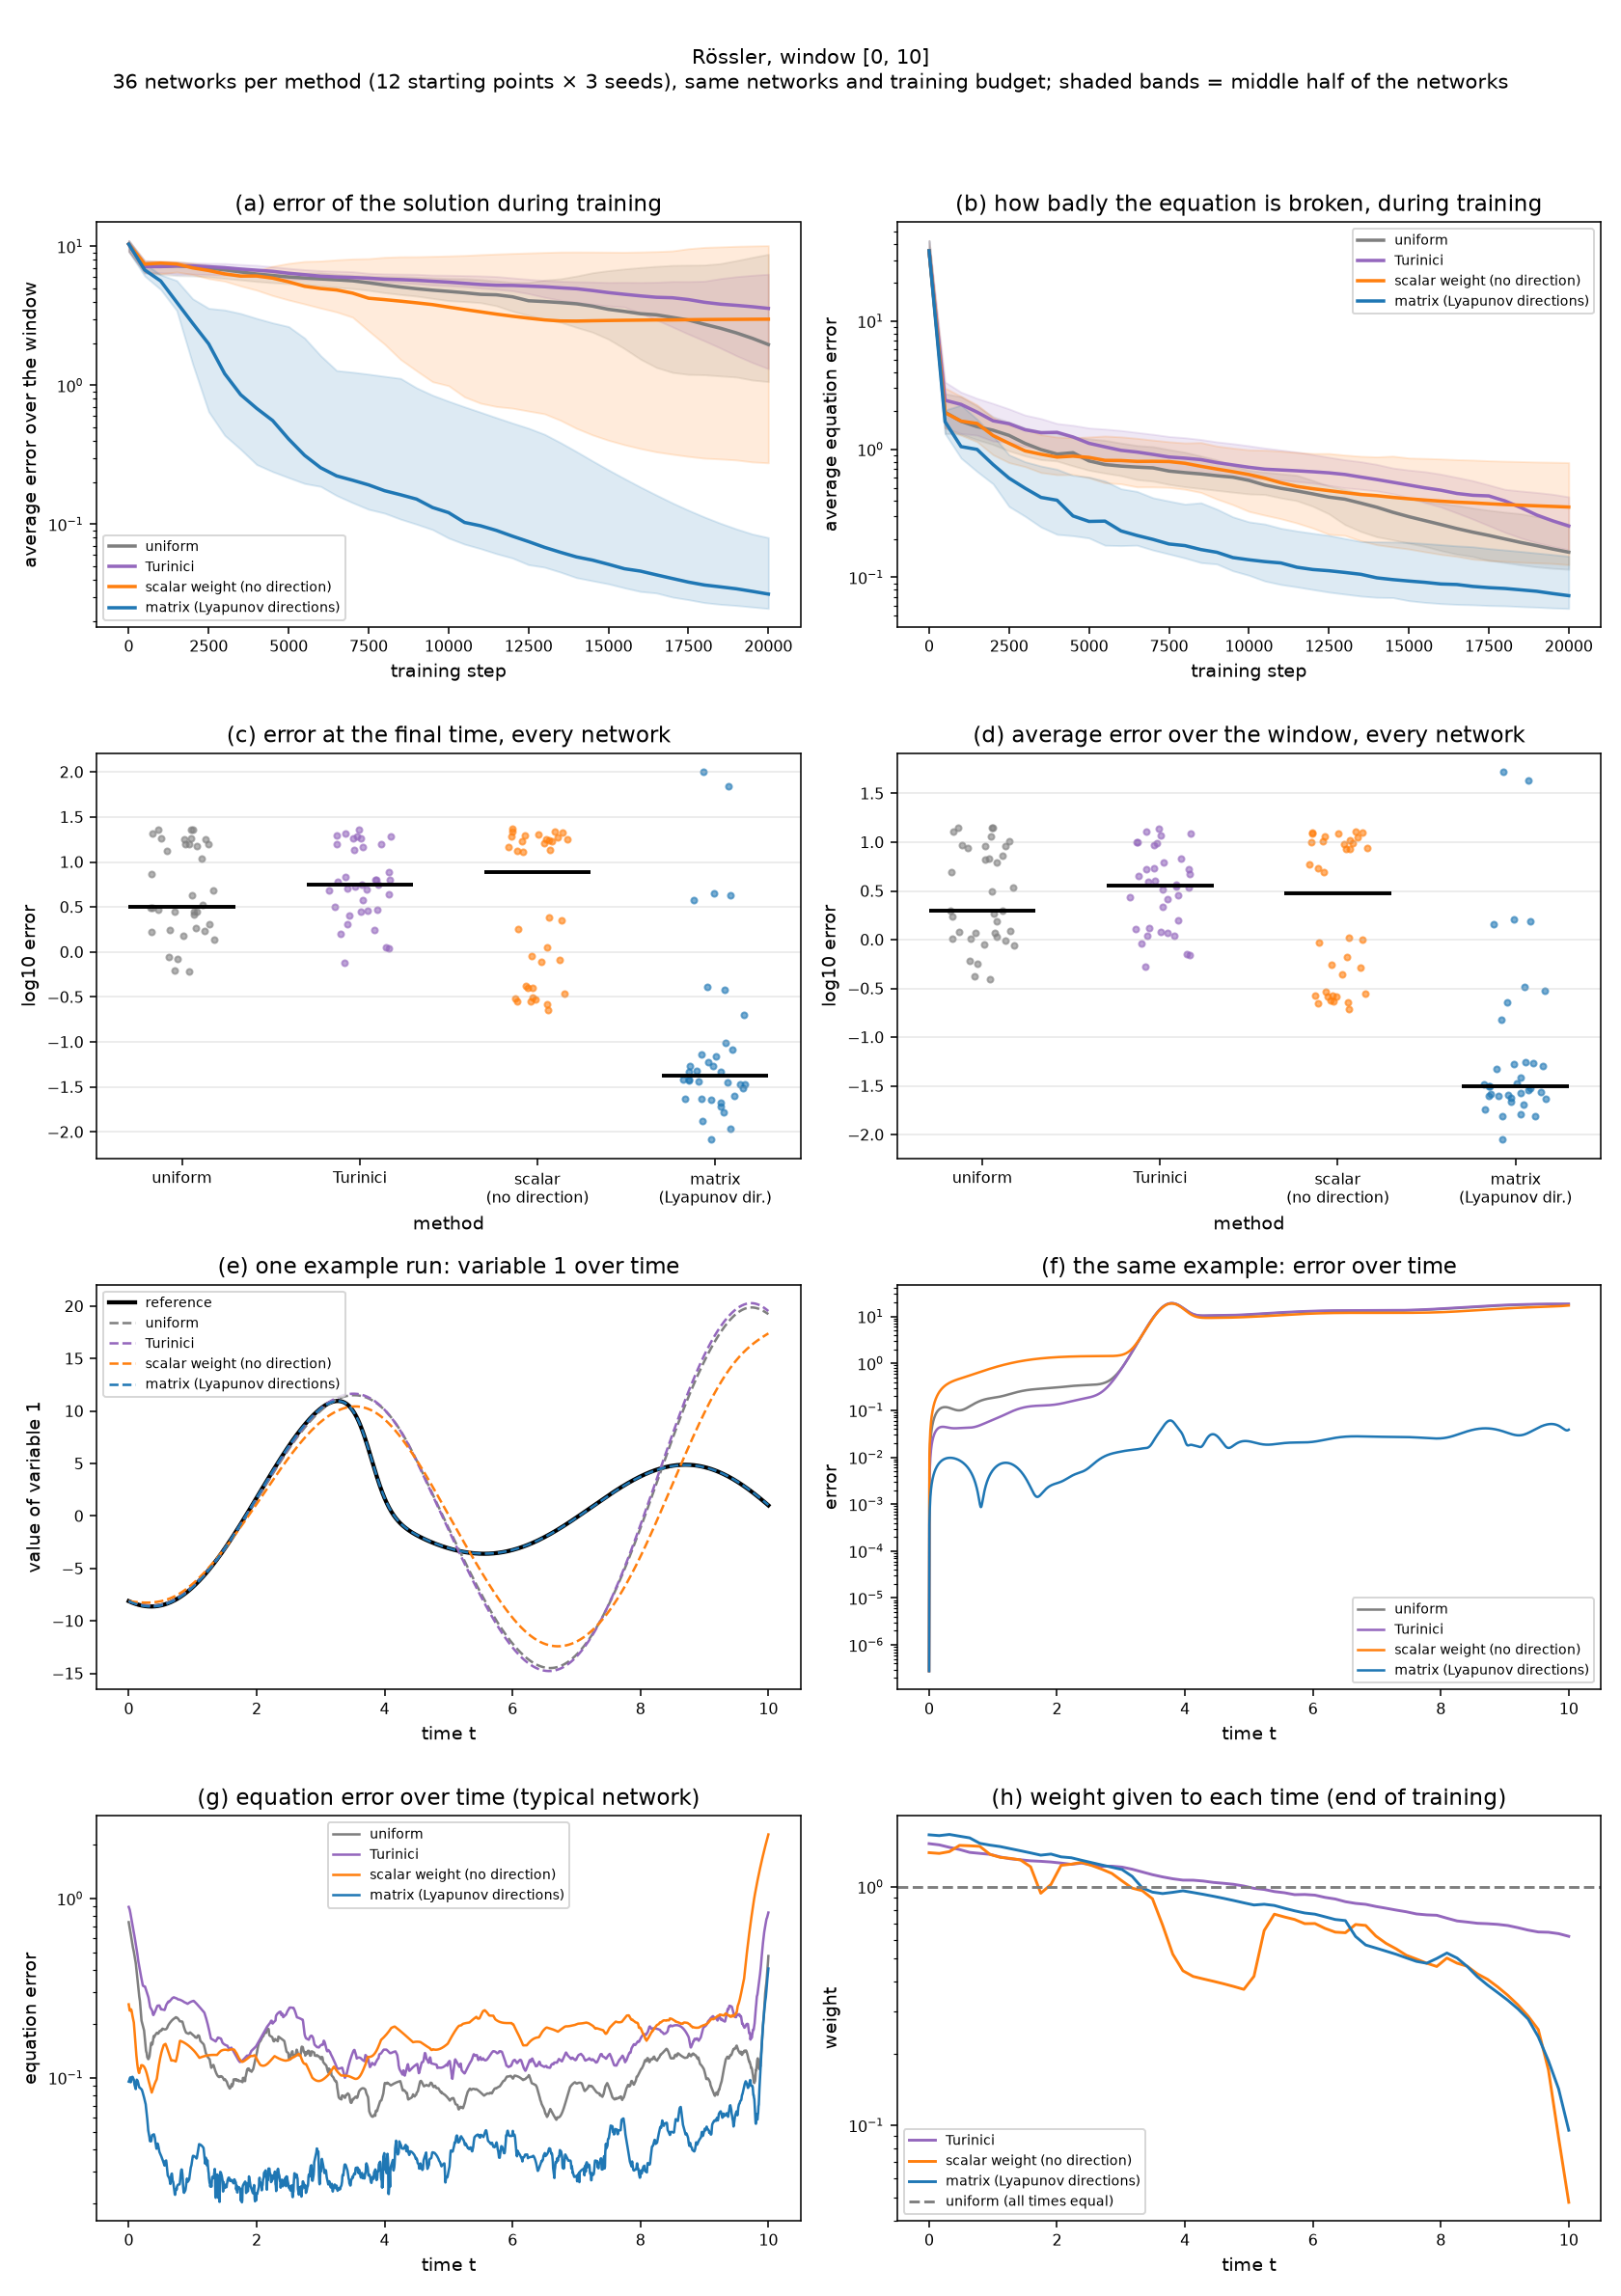 Rössler, window [0, 10]
36 networks per method (12 starting points × 3 seeds), same networks and training budget; shaded bands = middle half of the networks
(a) error of the solution during training
average error over the window
10¹
10⁰
10⁻¹
uniform
Turinici
scalar weight (no direction)
matrix (Lyapunov directions)
0 2500 5000 7500 10000 12500 15000 17500 20000
training step
(b) how badly the equation is broken, during training
average equation error
10¹
10⁰
10⁻¹
uniform
Turinici
scalar weight (no direction)
matrix (Lyapunov directions)
0 2500 5000 7500 10000 12500 15000 17500 20000
training step
(c) error at the final time, every network
log10 error
2.0
1.5
1.0
0.5
0.0
−0.5
−1.0
−1.5
−2.0
uniform Turinici scalar matrix
(no direction) (Lyapunov dir.)
method
(d) average error over the window, every network
log10 error
1.5
1.0
0.5
0.0
−0.5
−1.0
−1.5
−2.0
uniform Turinici scalar matrix
(no direction) (Lyapunov dir.)
method
(e) one example run: variable 1 over time
value of variable 1
20
15
10
5
0
−5
−10
−15
reference
uniform
Turinici
scalar weight (no direction)
matrix (Lyapunov directions)
0 2 4 6 8 10
time t
(f) the same example: error over time
error
10¹
10⁰
10⁻¹
10⁻²
10⁻³
10⁻⁴
10⁻⁵
10⁻⁶
uniform
Turinici
scalar weight (no direction)
matrix (Lyapunov directions)
0 2 4 6 8 10
time t
(g) equation error over time (typical network)
equation error
10⁰
10⁻¹
uniform
Turinici
scalar weight (no direction)
matrix (Lyapunov directions)
0 2 4 6 8 10
time t
(h) weight given to each time (end of training)
weight
10⁰
10⁻¹
Turinici
scalar weight (no direction)
matrix (Lyapunov directions)
uniform (all times equal)
0 2 4 6 8 10
time t